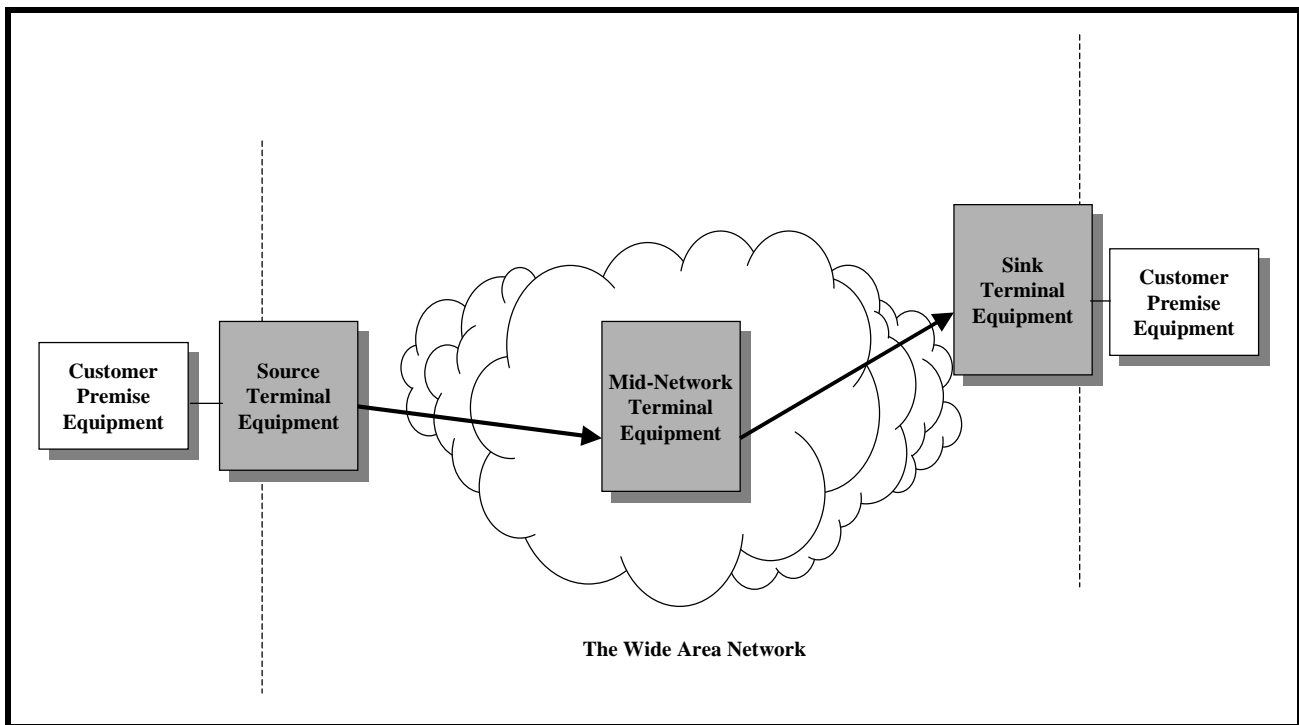 Customer
Premise
Equipment
Source
Terminal
Equipment
Mid-Network
Terminal
Equipment
Sink
Terminal
Equipment
Customer
Premise
Equipment
The Wide Area Network